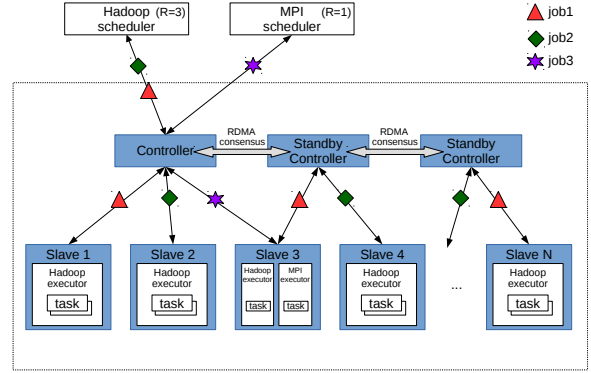 Hadoop (R=3)
scheduler
MPI (R=1)
scheduler
job1
job2
job3
Controller
RDMA
consensus
Standby
Controller
RDMA
consensus
Standby
Controller
Slave 1
Hadoop
executor
task
Slave 2
Hadoop
executor
task
Slave 3
Hadoop
executor
task
MPI
executor
task
Slave 4
Hadoop
executor
task
...
Slave N
Hadoop
executor
task